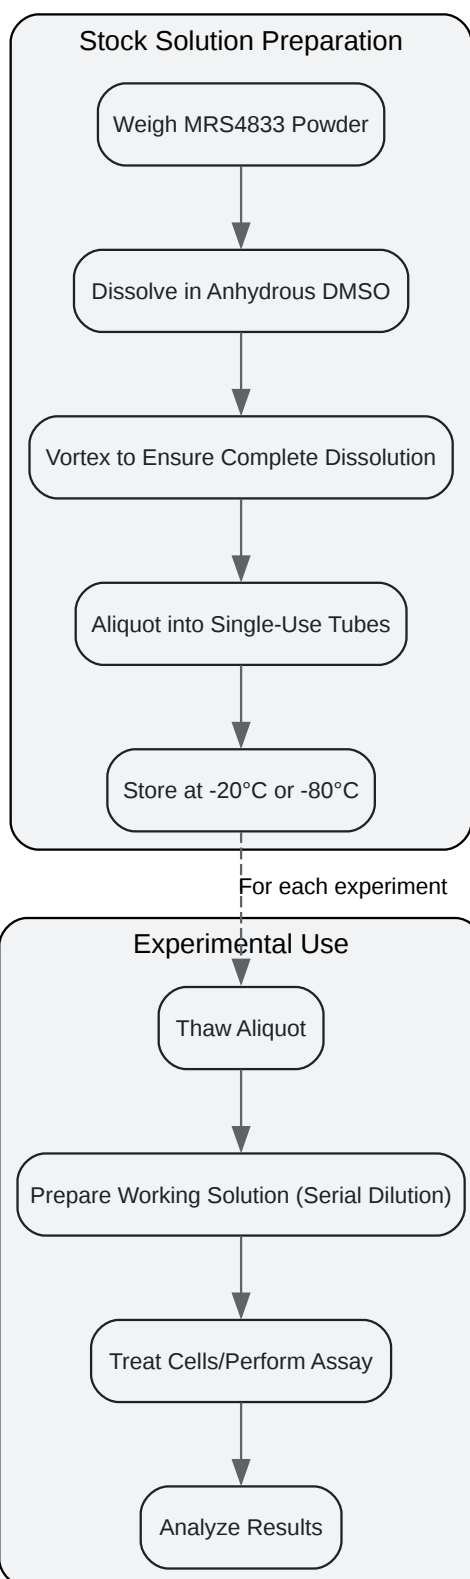 Stock Solution Preparation
Weigh MRS4833 Powder
Dissolve in Anhydrous DMSO
Vortex to Ensure Complete Dissolution
Aliquot into Single-Use Tubes
Store at -20°C or -80°C
For each experiment
Experimental Use
Thaw Aliquot
Prepare Working Solution (Serial Dilution)
Treat Cells/Perform Assay
Analyze Results